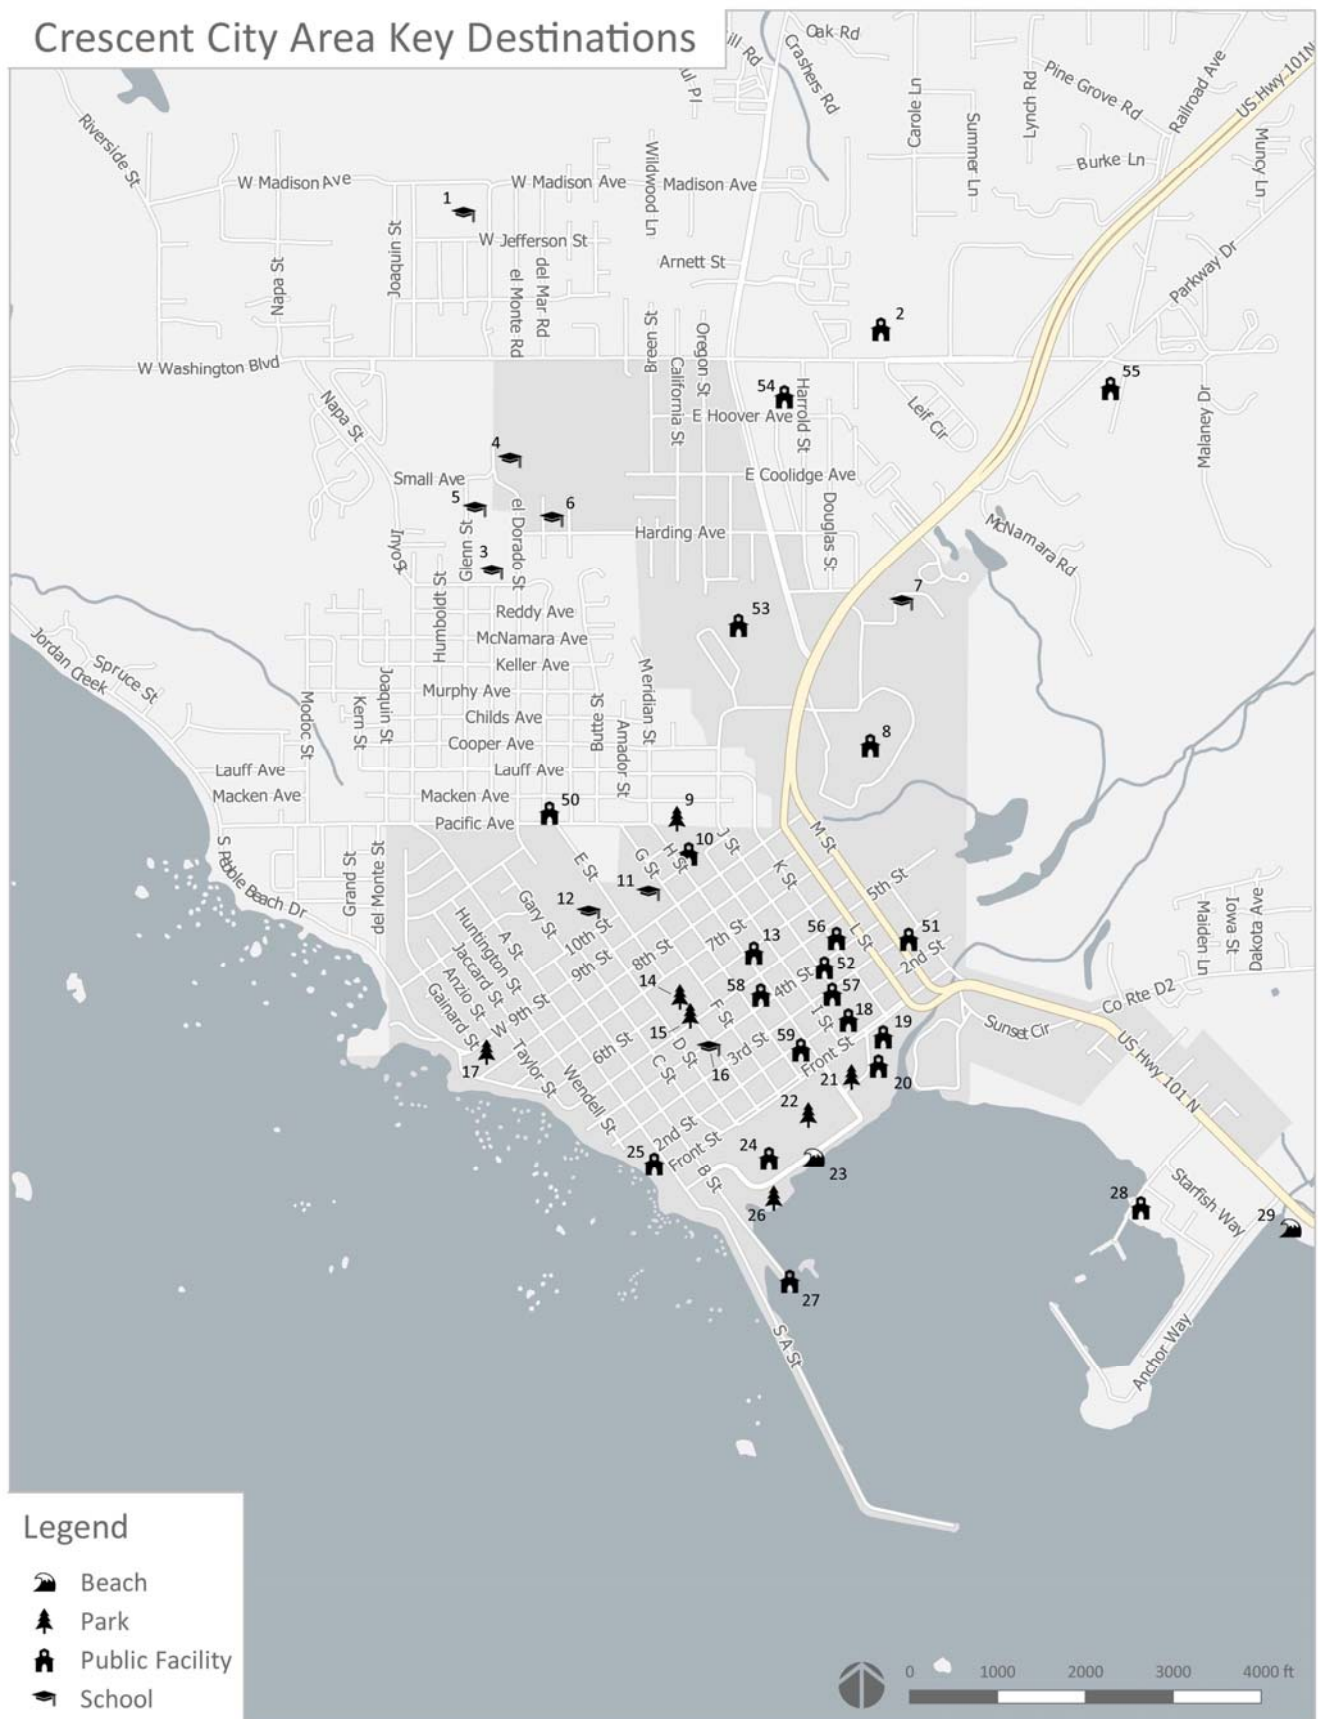 Crescent City Area Key Destinations
Oak Rd
Crashers Rd
Riverside St
Carole Ln
Summer Ln
Lynch Rd
Pine Grove Rd
Railroad Ave
US Hwy 101N
Muncy Ln
Burke Ln
W Madison Ave
W Madison Ave
Madison Ave
Wildwood Ln
1
W Jefferson St
Joaquin St
Napa St
el Monte Rd
del Mar Rd
Arnett St
Parkway Dr
2
Breen St
California St
Oregon St
W Washington Blvd
Napa St
54
E Hoover Ave
Harrold St
Leif Cir
55
Malaney Dr
4
Small Ave
5
6
E Coolidge Ave
Douglas St
Harding Ave
McNamara Rd
Inyo St
Glenn St
el Dorado St
3
Humboldt St
7
53
Reddy Ave
McNamara Ave
Keller Ave
Murphy Ave
Childs Ave
Cooper Ave
Lauff Ave
Macken Ave
Pacific Ave
Jordan Creek
Spruce St
Modoc St
Kern St
Joaquin St
Butte St
Amador St
Meridian St
8
Lauff Ave
Macken Ave
50
9
10
S Pebble Beach Dr
Grand St
del Monte St
E St
G St
H St
J St
K St
M St
L St
5th St
11
12
Gary St
A St
Huntington St
Jaccard St
Anzio St
Gainard St
10th St
9th St
8th St
7th St
W 9th St
13
56
51
52
2nd St
58
4th St
57
14
15
F St
I St
18
19
Maiden Ln
Iowa St
Dakota Ave
Co Rte D2
Sunset Cir
US Hwy 101 N
17
Taylor St
Wendell St
6th St
C St
D St
16
3rd St
59
Front St
20
21
22
2nd St
Front St
B St
25
24
23
26
27
28
29
Starfish Way
Anchor Way
S A St
Legend
Beach
Park
Public Facility
School
0 1000 2000 3000 4000 ft